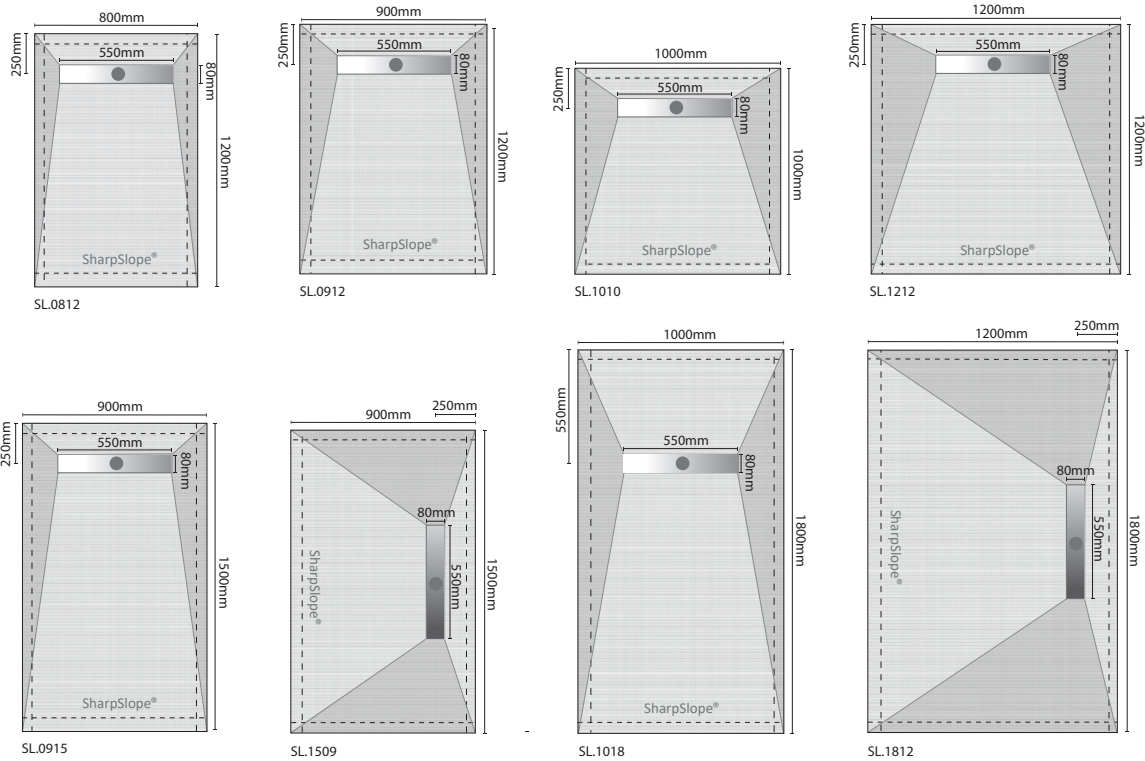 800mm
250mm
550mm
80mm
1200mm
SharpSlope®
SL.0812
900mm
250mm
550mm
80mm
1200mm
SharpSlope®
SL.0912
1000mm
250mm
550mm
80mm
1000mm
SharpSlope®
SL.1010
1200mm
250mm
550mm
80mm
1200mm
SharpSlope®
SL.1212
900mm
250mm
550mm
80mm
1500mm
SharpSlope®
SL.0915
250mm
900mm
80mm
550mm
1500mm
SharpSlope®
SL.1509
1000mm
550mm
550mm
80mm
1800mm
SharpSlope®
SL.1018
250mm
1200mm
80mm
550mm
1800mm
SharpSlope®
SL.1812